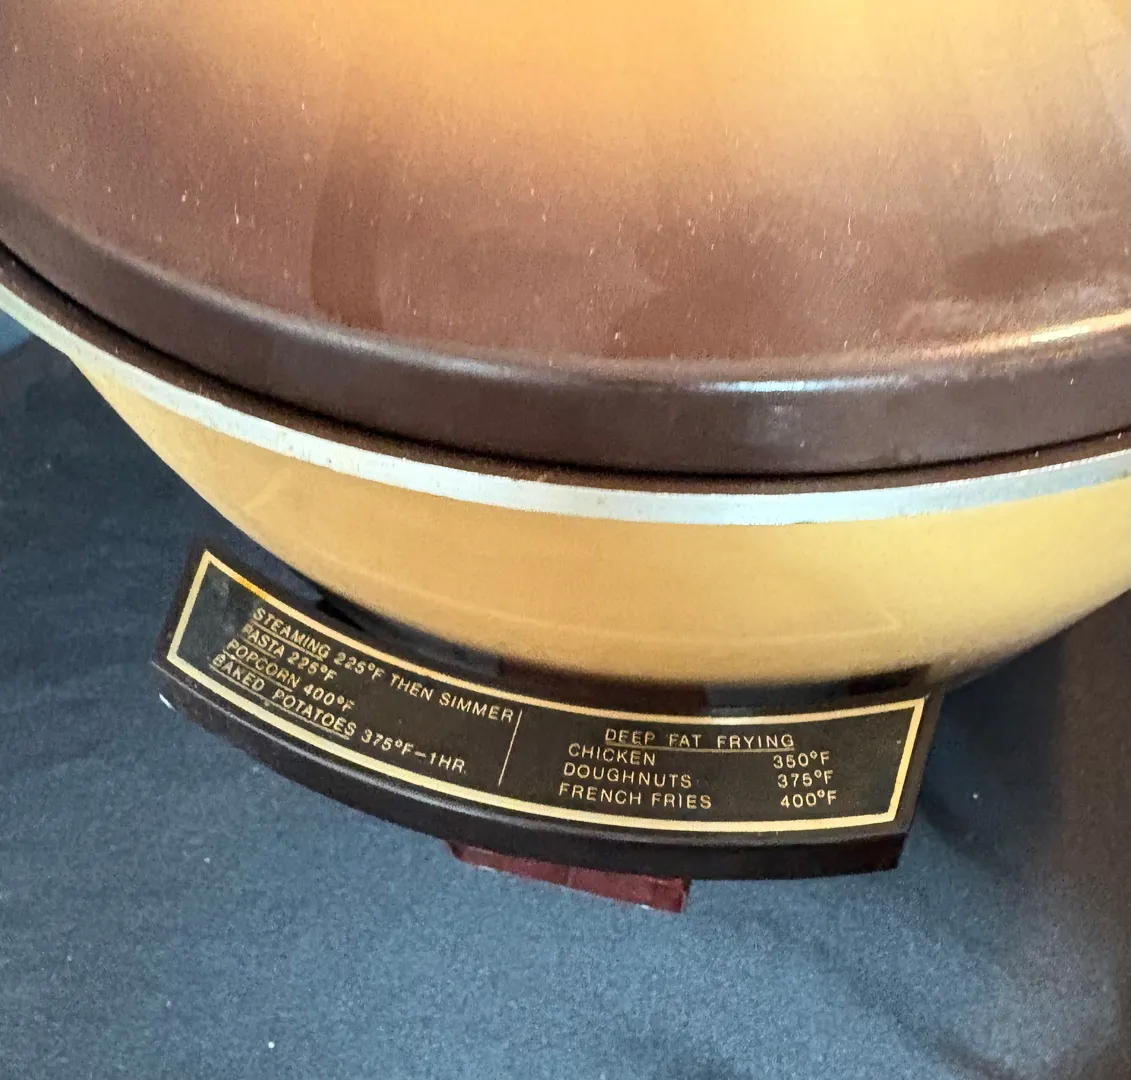 STEAMING 225°F THEN SIMMER
PASTA 225°F
POPCORN 400°F
BAKED POTATOES 375°F-1HR.
DEEP FAT FRYING
CHICKEN 350°F
DOUGHNUTS 375°F
FRENCH FRIES 400°F